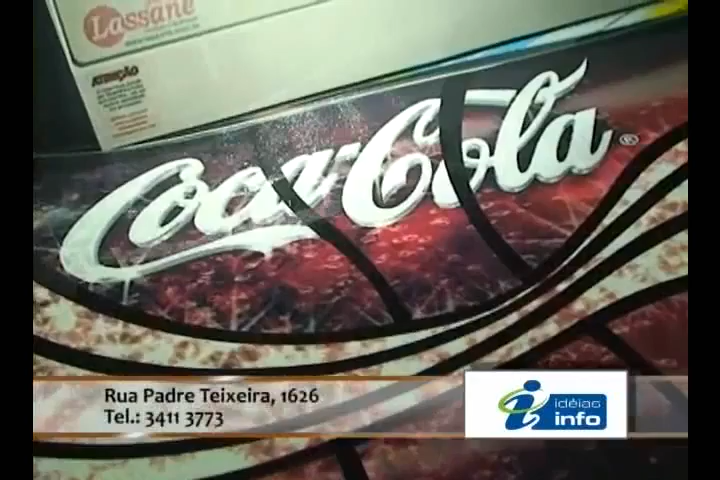 Lassane
ATENÇÃO
Coca-Cola®
Rua Padre Teixeira, 1626
Tel.: 3411 3773
idéias
info